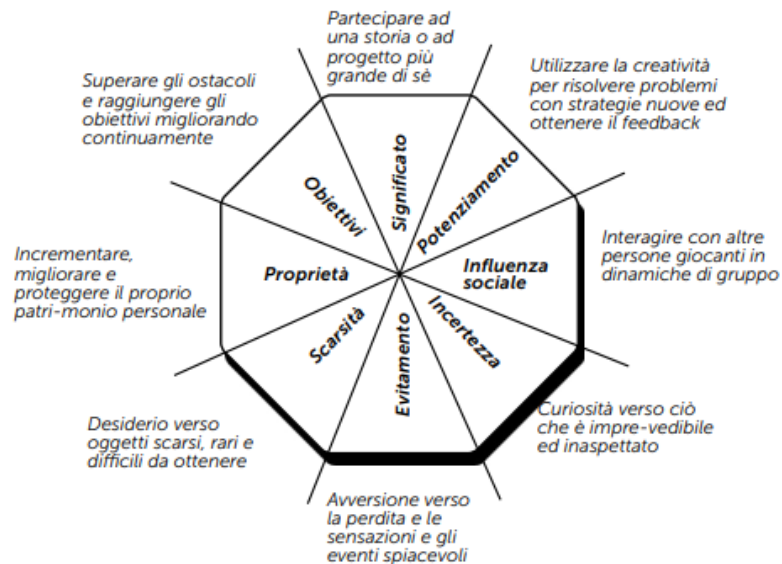 Partecipare ad
una storia o ad
progetto più
grande di sè
Superare gli ostacoli
e raggiungere gli
obiettivi migliorando
continuamente
Utilizzare la creatività
per risolvere problemi
con strategie nuove ed
ottenere il feedback
Obiettivi
Significato
Potenziamento
Incrementare,
migliorare e
proteggere il proprio
patri-monio personale
Proprietà
Influenza
sociale
Interagire con altre
persone giocanti in
dinamiche di gruppo
Scarsità
Evitamento
Incertezza
Desiderio verso
oggetti scarsi, rari e
difficili da ottenere
Curiosità verso ciò
che è impre-vedibile
ed inaspettato
Avversione verso
la perdita e le
sensazioni e gli
eventi spiacevoli